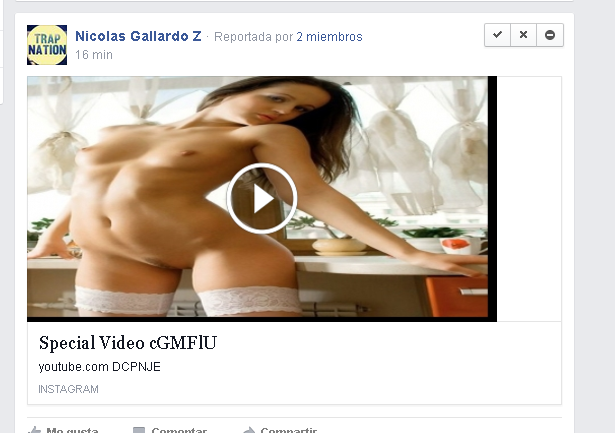 TRAP
NATION
Nicolas Gallardo Z · Reportada por 2 miembros
16 min
Special Video cGMFlU
youtube.com DCPNJE
INSTAGRAM
Me gusta Comentar Compartir